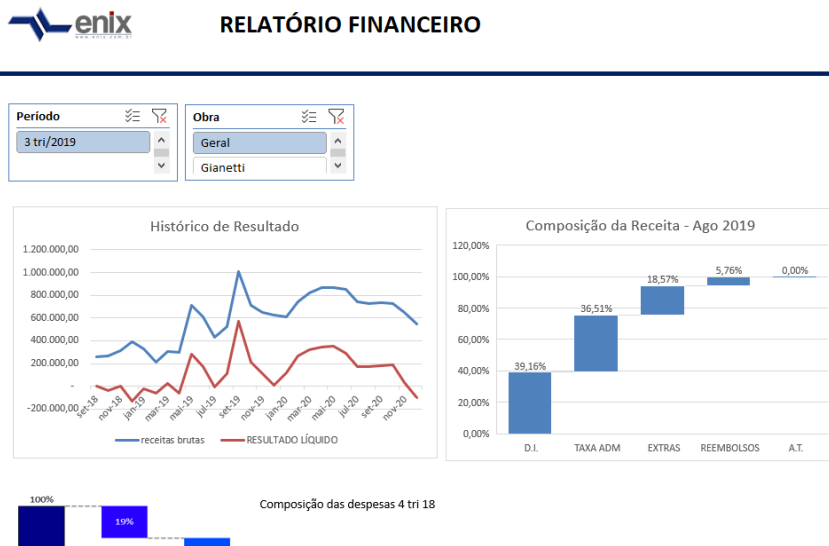 enix
www.enix.com.br
RELATÓRIO FINANCEIRO
Período
3 tri/2019
Obra
Geral
Gianetti
Histórico de Resultado
1.200.000,00
1.000.000,00
800.000,00
600.000,00
400.000,00
200.000,00
-
-200.000,00
set-18
nov-18
jan-19
mar-19
mai-19
jul-19
set-19
nov-19
jan-20
mar-20
mai-20
jul-20
set-20
nov-20
receitas brutas
RESULTADO LÍQUIDO
Composição da Receita - Ago 2019
120,00%
100,00%
80,00%
60,00%
40,00%
20,00%
0,00%
39,16%
36,51%
18,57%
5,76%
0,00%
D.I.
TAXA ADM
EXTRAS
REEMBOLSOS
A.T.
Composição das despesas 4 tri 18
100%
19%